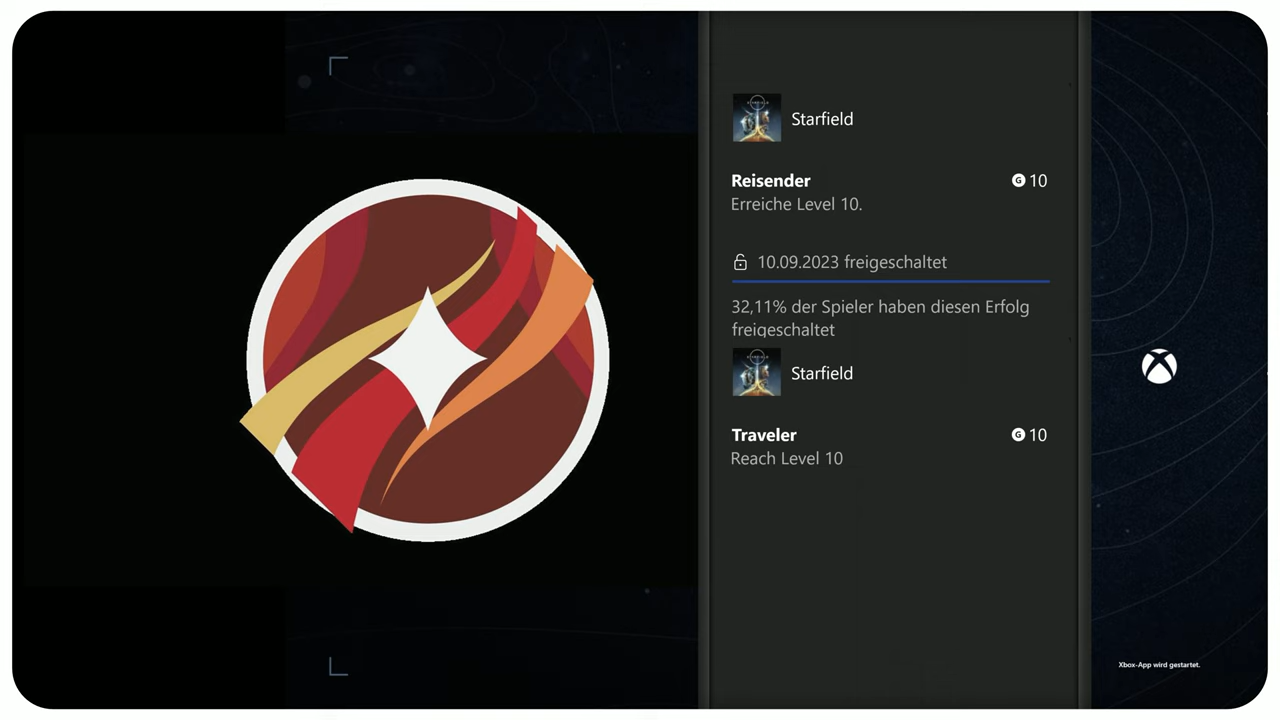 Starfield
Reisender
G 10
Erreiche Level 10.
10.09.2023 freigeschaltet
32,11% der Spieler haben diesen Erfolg
freigeschaltet
Starfield
Traveler
G 10
Reach Level 10
Xbox-App wird gestartet.